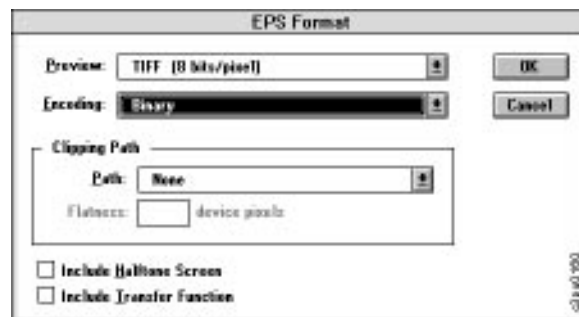 EPS Format
Preview: TIFF (8 bits/pixel)
OK
Encoding: Binary
Cancel
Clipping Path
Path: None
Flatness: device pixels
Include Halftone Screen
Include Transfer Function